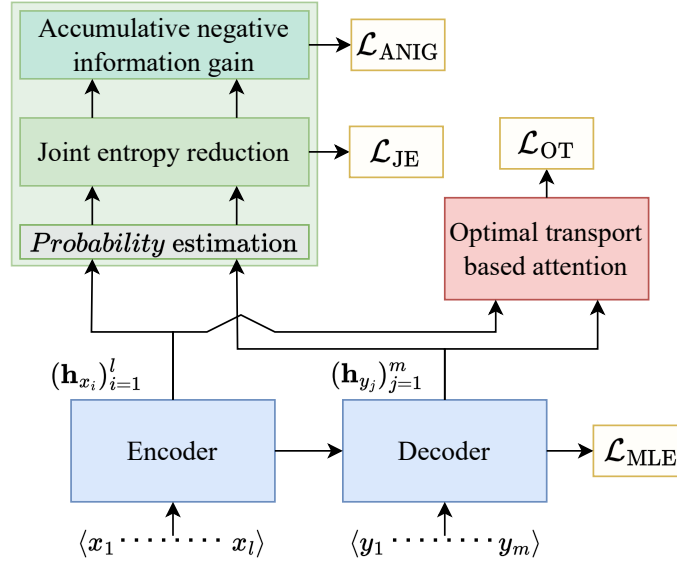 Accumulative negative
information gain
ℒ_ANIG
Joint entropy reduction
ℒ_JE
ℒ_OT
Probability estimation
Optimal transport
based attention
(𝐡_{x_i})_{i=1}^{l}
(𝐡_{y_j})_{j=1}^{m}
Encoder
Decoder
ℒ_MLE
⟨x_1 ········ x_l⟩
⟨y_1 ········ y_m⟩